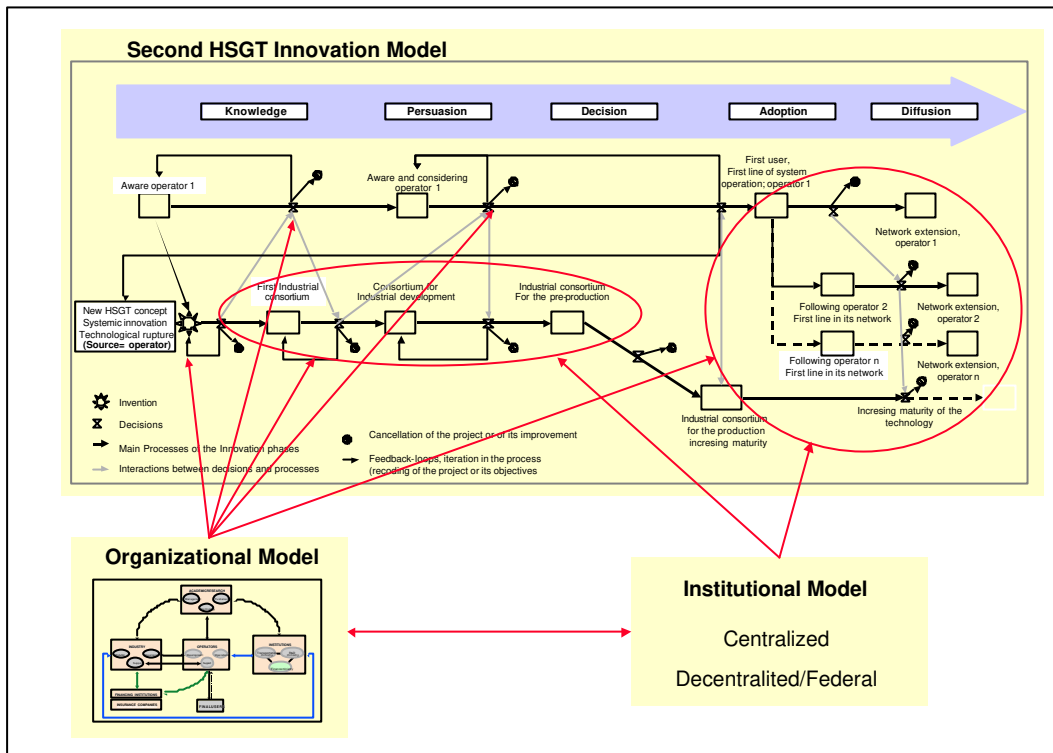 Second HSGT Innovation Model
Knowledge
Persuasion
Decision
Adoption
Diffusion
Aware operator 1
Aware and considering
operator 1
First user,
First line of system
operation; operator 1
Network extension,
operator 1
New HSGT concept
Systemic innovation
Technological rupture
(Source= operator)
First Industrial
consortium
Consortium for
Industrial development
Industrial consortium
For the pre-production
Following operator 2
First line in its network
Network extension,
operator 2
Following operator n
First line in its network
Network extension,
operator n
Industrial consortium
for the production
incresing maturity
Incresing maturity of the
technology
Invention
Decisions
Main Processes of the Innovation phases
Interactions between decisions and processes
Cancellation of the project or of its improvement
Feedback-loops, iteration in the process
(recoding of the project or its objectives
Organizational Model
ACADEMIC/RESEARCH
INDUSTRY
OPERATORS
INSTITUTIONS
FINANCING INSTITUTIONS
INSURANCE COMPANIES
FINAL USER
Institutional Model
Centralized
Decentralited/Federal